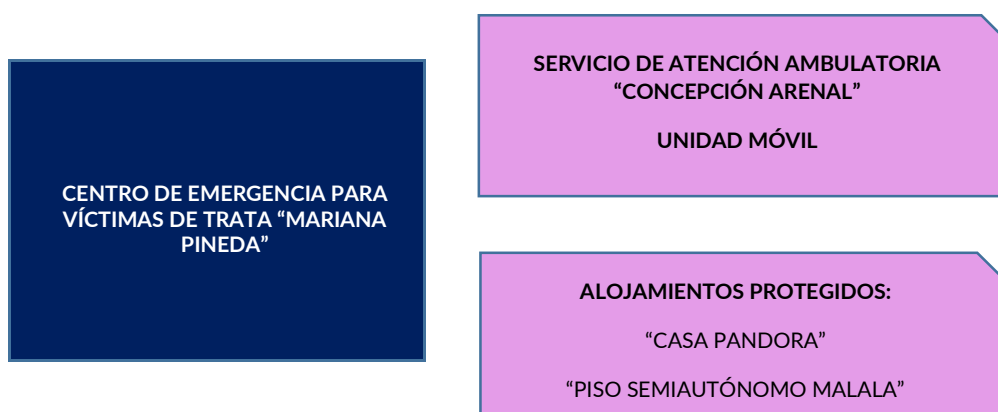 CENTRO DE EMERGENCIA PARA
VÍCTIMAS DE TRATA “MARIANA
PINEDA”
SERVICIO DE ATENCIÓN AMBULATORIA
“CONCEPCIÓN ARENAL”
UNIDAD MÓVIL
ALOJAMIENTOS PROTEGIDOS:
“CASA PANDORA”
“PISO SEMIAUTÓNOMO MALALA”